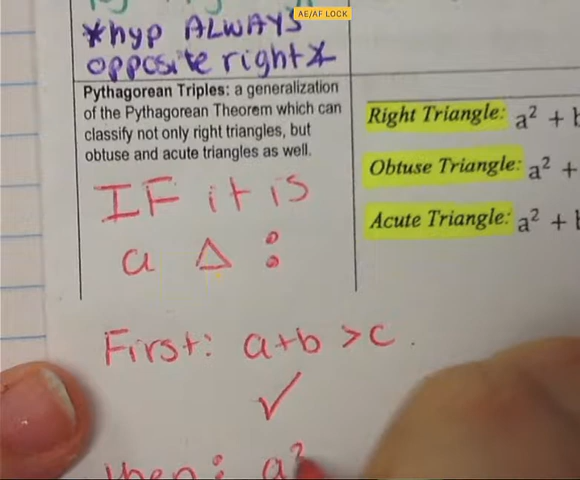 AE/AF LOCK
*hyp ALWAYS
opposite right*
Pythagorean Triples: a generalization
of the Pythagorean Theorem which can
classify not only right triangles, but
obtuse and acute triangles as well.
Right Triangle: a² + b
Obtuse Triangle: a² +
Acute Triangle: a² + b
IF it is
a Δ :
First: a+b >c.
✓
then: a²